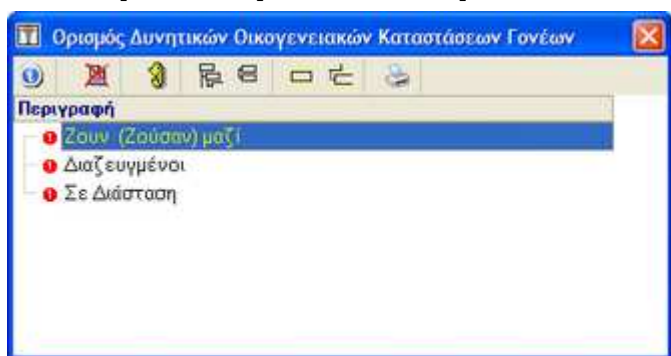 Ορισμός Δυνητικών Οικογενειακών Καταστάσεων Γονέων
Περιγραφή
Ζουν (Ζούσαν) μαζί
Διαζευγμένοι
Σε Διάσταση